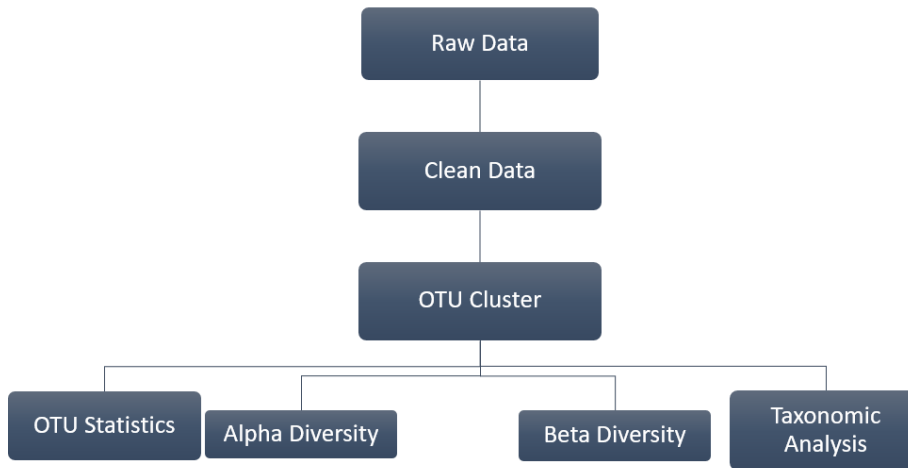 Raw Data
Clean Data
OTU Cluster
OTU Statistics
Alpha Diversity
Beta Diversity
Taxonomic
Analysis